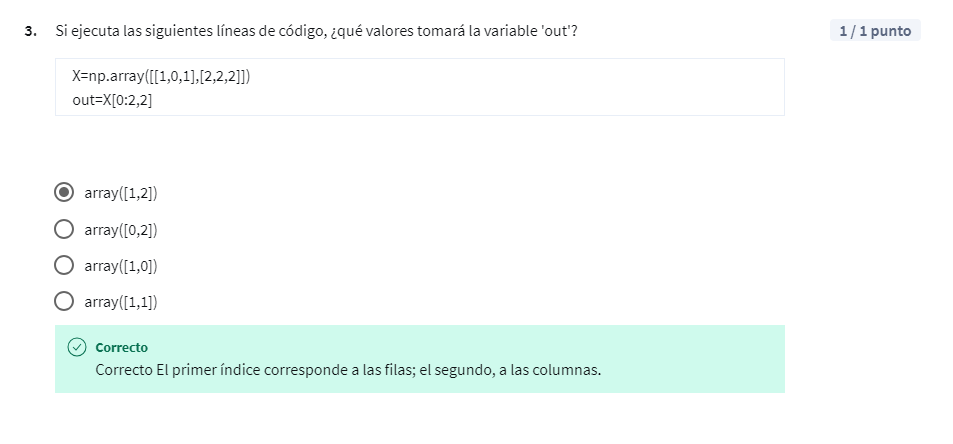 3. Si ejecuta las siguientes líneas de código, ¿qué valores tomará la variable 'out'?
1 / 1 punto
X=np.array([[1,0,1],[2,2,2]])
out=X[0:2,2]
array([1,2])
array([0,2])
array([1,0])
array([1,1])
Correcto
Correcto El primer índice corresponde a las filas; el segundo, a las columnas.